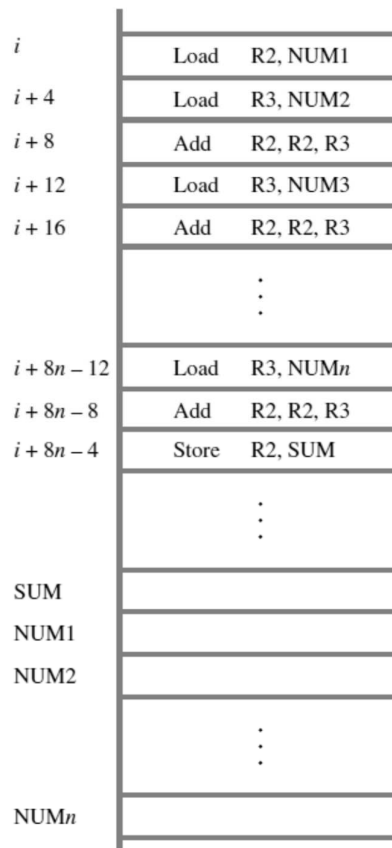 i Load R2, NUM1
i + 4 Load R3, NUM2
i + 8 Add R2, R2, R3
i + 12 Load R3, NUM3
i + 16 Add R2, R2, R3
i + 8n – 12 Load R3, NUMn
i + 8n – 8 Add R2, R2, R3
i + 8n – 4 Store R2, SUM
SUM
NUM1
NUM2
NUMn